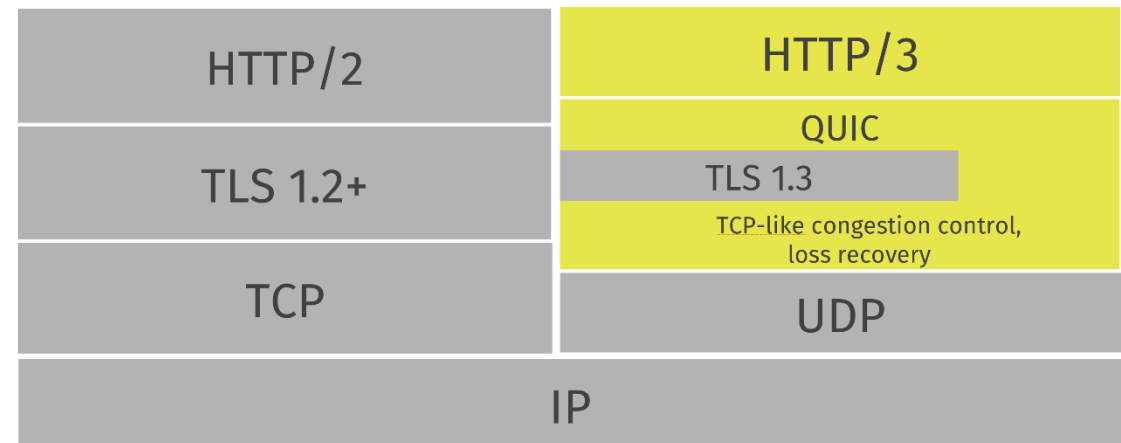 HTTP/2
TLS 1.2+
TCP
HTTP/3
QUIC
TLS 1.3
TCP-like congestion control,
loss recovery
UDP
IP